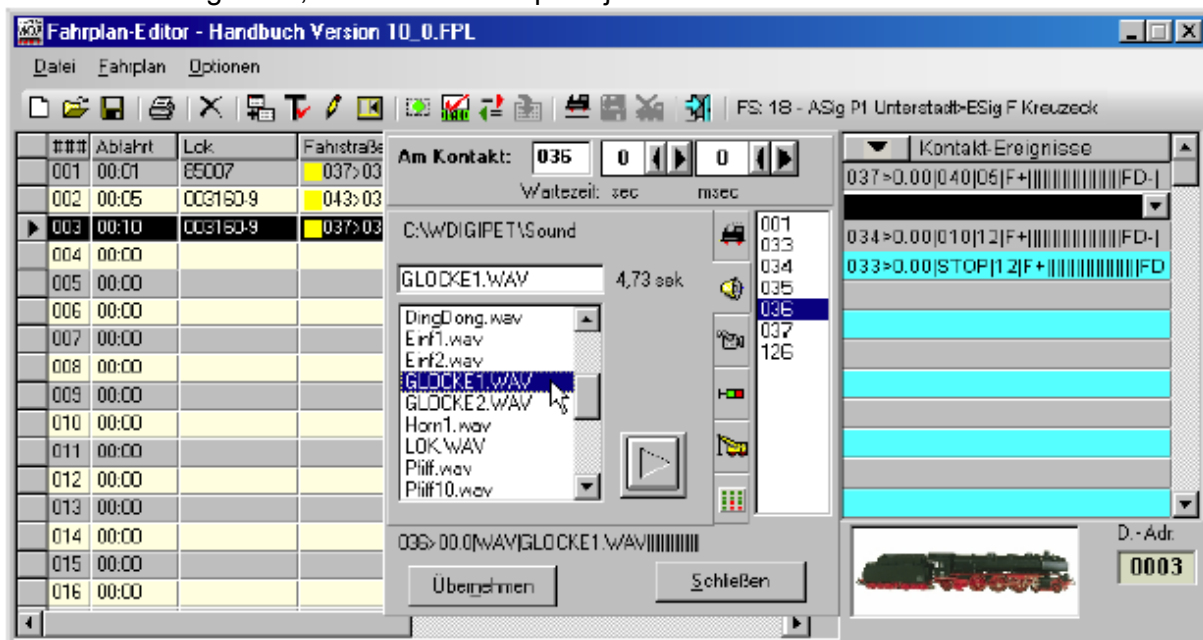 Fahrplan-Editor - Handbuch Version 10_0.FPL
Datei Fahrplan Optionen
FS: 18 - ASig P1 Unterstadt>ESig F Kreuzeck
### Abfahrt Lok Fahrstraße
001 00:01 85007 037>03
002 00:05 003160-9 043>03
003 00:10 003160-9 037>03
004 00:00
005 00:00
006 00:00
007 00:00
008 00:00
009 00:00
010 00:00
011 00:00
012 00:00
013 00:00
014 00:00
015 00:00
016 00:00
Am Kontakt: 036 0 0
Wartezeit: sec msec
C:\WDIGIPET\Sound
GLOCKE1.WAV 4,73 sek
DingDong.wav
Einf1.wav
Einf2.wav
GLOCKE1.WAV
GLOCKE2.WAV
Horn1.wav
LOK.WAV
Pfiff.wav
Pfiff10.wav
001
033
034
035
036
037
126
036>00.0|WAV|GLOCKE1.WAV||||||||||
Übernehmen Schließen
Kontakt-Ereignisse
037>0.00|040|05|F+|||||||||||||||FD-|
034>0.00|010|12|F+|||||||||||||||FD-|
033>0.00|STOP|12|F+|||||||||||||||FD
D.-Adr.
0003